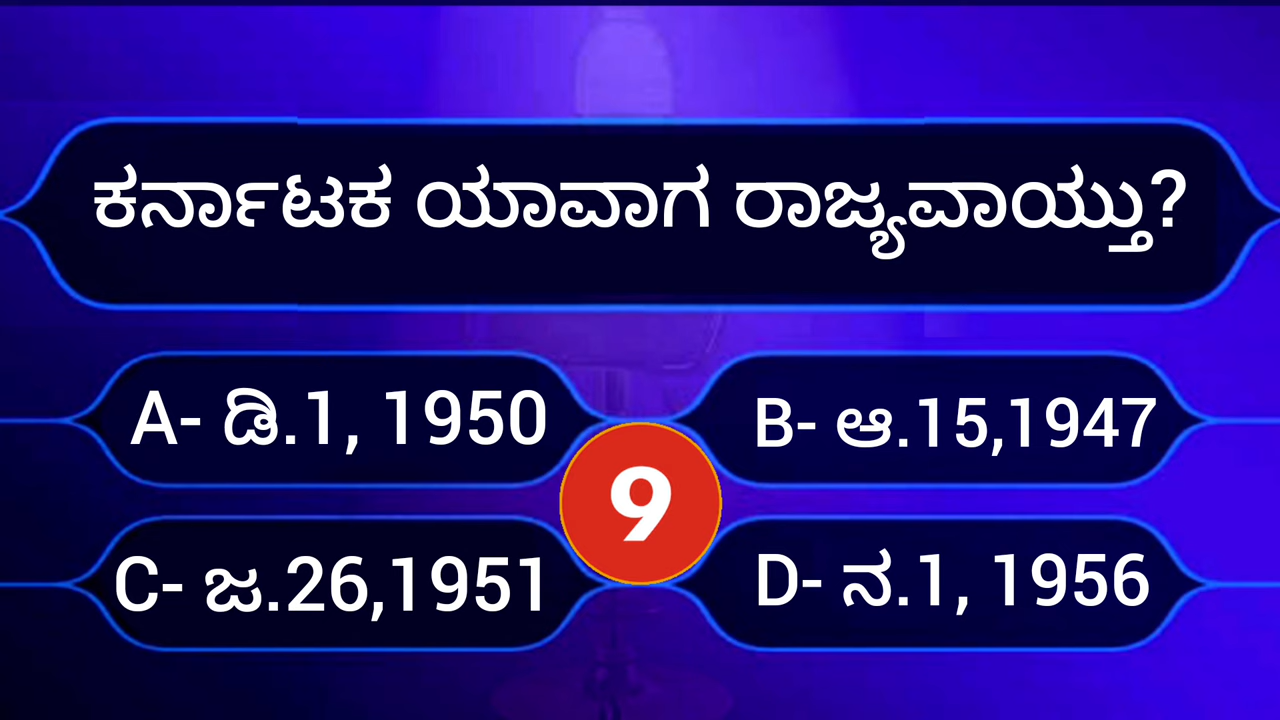 ಕರ್ನಾಟಕ ಯಾವಾಗ ರಾಜ್ಯವಾಯ್ತು?
A- ಡಿ.1, 1950
B- ಆ.15,1947
9
C- ಜ.26,1951
D- ನ.1, 1956